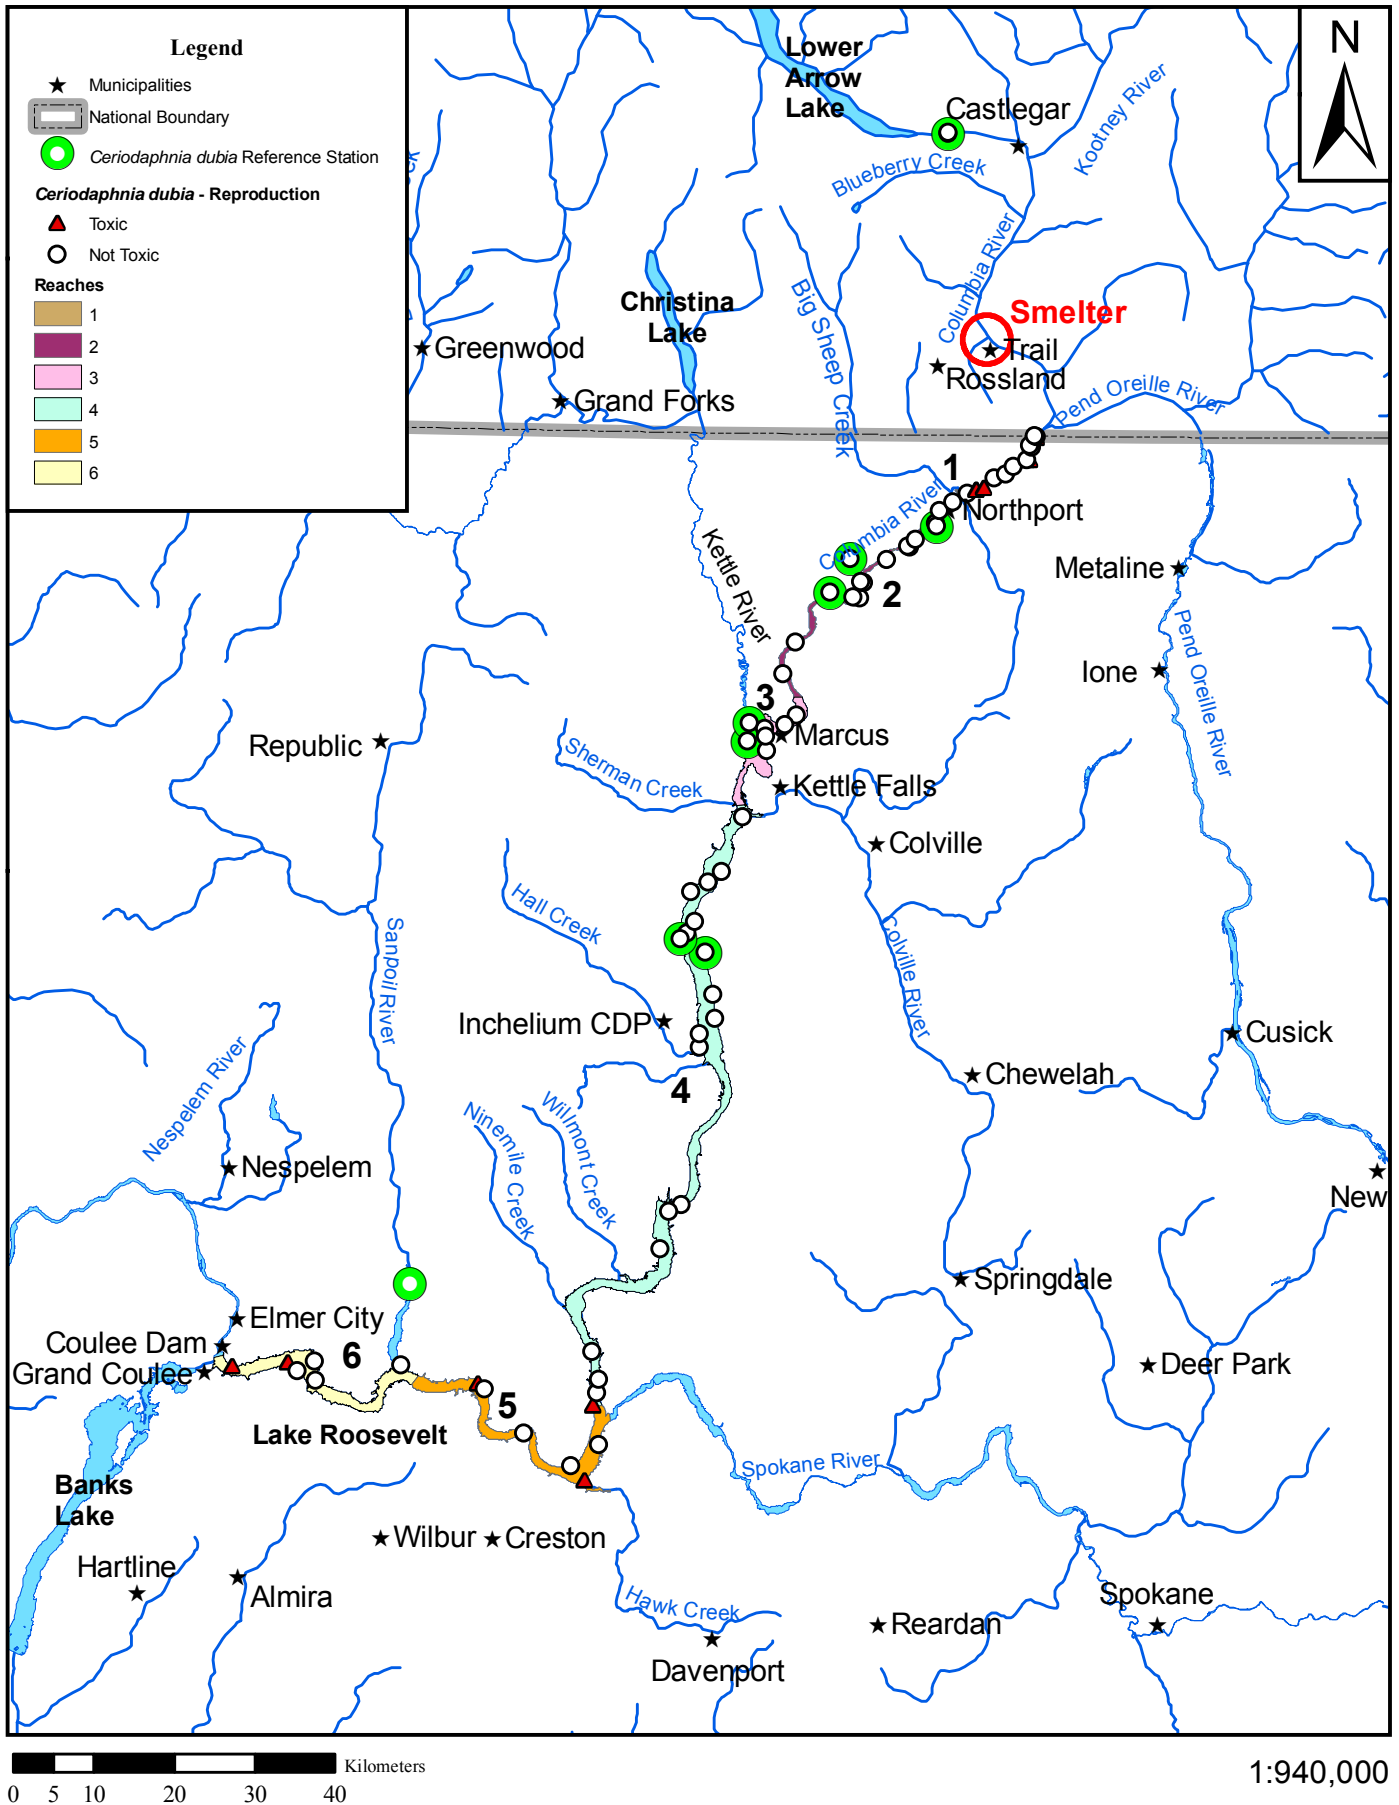 Legend
Municipalities
National Boundary
Ceriodaphnia dubia Reference Station
Ceriodaphnia dubia - Reproduction
Toxic
Not Toxic
Reaches
1
2
3
4
5
6
N
Lower
Arrow
Lake
Castlegar
Kootney River
Blueberry Creek
Columbia River
Big Sheep Creek
Christina
Lake
Smelter
Trail
Rossland
Greenwood
Grand Forks
Pend Oreille River
1
Northport
Columbia River
Kettle River
2
Metaline
Ione
Pend Oreille River
3
Marcus
Republic
Sherman Creek
Kettle Falls
Colville
Hall Creek
Sanpoil River
Colville River
Inchelium CDP
Cusick
Nespelem River
4
Chewelah
Ninemile Creek
Wilmont Creek
Nespelem
New
Springdale
Elmer City
Coulee Dam
Grand Coulee
6
Deer Park
5
Lake Roosevelt
Spokane River
Banks
Lake
Wilbur
Creston
Hartline
Almira
Hawk Creek
Spokane
Reardan
Davenport
Kilometers
0 5 10 20 30 40
1:940,000